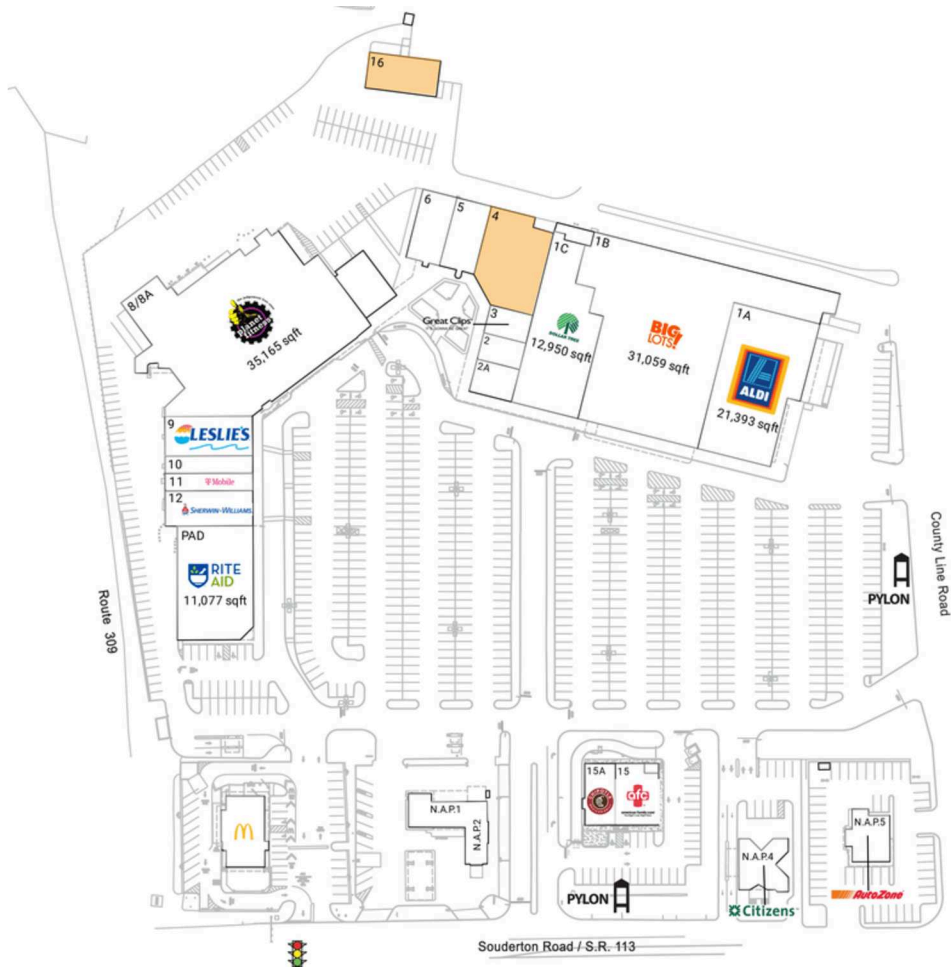 16
6
5
4
1C
1B
8/8A
planet fitness
35,165 sqft
3
Great Clips
2
2A
DOLLAR TREE
12,950 sqft
BIG LOTS!
31,059 sqft
1A
ALDI
21,393 sqft
9
LESLIE'S
10
11
T Mobile
12
SHERWIN-WILLIAMS
PAD
RITE AID
11,077 sqft
Route 309
County Line Road
PYLON
N.A.P.1
N.A.P.2
15A
15
afc
N.A.P.4
N.A.P.5
AutoZone
PYLON
Citizens
Souderton Road / S.R. 113